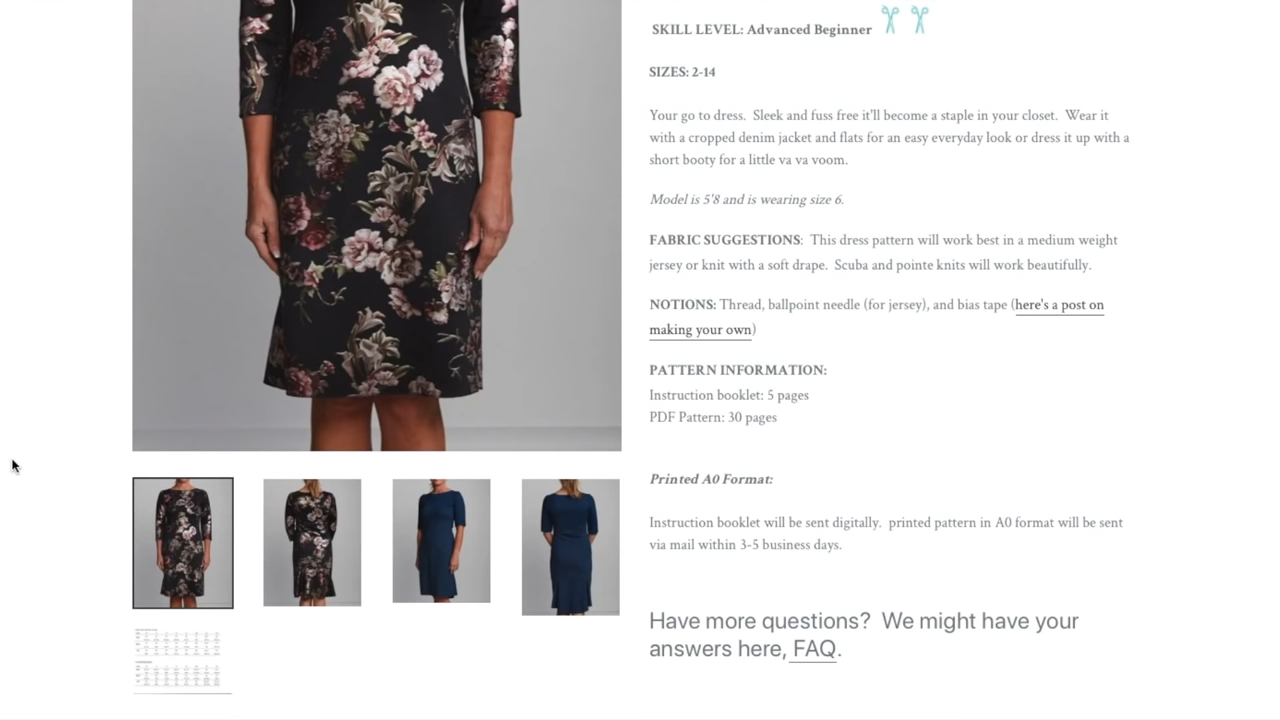 SKILL LEVEL: Advanced Beginner
SIZES: 2-14
Your go to dress.  Sleek and fuss free it'll become a staple in your closet.  Wear it
with a cropped denim jacket and flats for an easy everyday look or dress it up with a
short booty for a little va va voom.
Model is 5'8 and is wearing size 6.
FABRIC SUGGESTIONS:  This dress pattern will work best in a medium weight
jersey or knit with a soft drape.  Scuba and pointe knits will work beautifully.
NOTIONS: Thread, ballpoint needle (for jersey), and bias tape (here's a post on
making your own)
PATTERN INFORMATION:
Instruction booklet: 5 pages
PDF Pattern: 30 pages
Printed A0 Format:
Instruction booklet will be sent digitally.  printed pattern in A0 format will be sent
via mail within 3-5 business days.
Have more questions?  We might have your
answers here, FAQ.